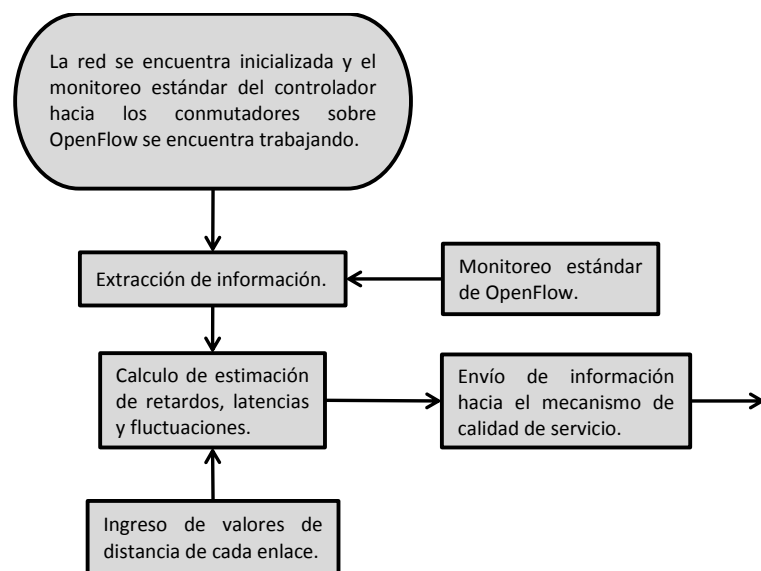 La red se encuentra inicializada y el
monitoreo estándar del controlador
hacia los conmutadores sobre
OpenFlow se encuentra trabajando.
Extracción de información.
Monitoreo estándar
de OpenFlow.
Calculo de estimación
de retardos, latencias
y fluctuaciones.
Envío de información
hacia el mecanismo de
calidad de servicio.
Ingreso de valores de
distancia de cada enlace.